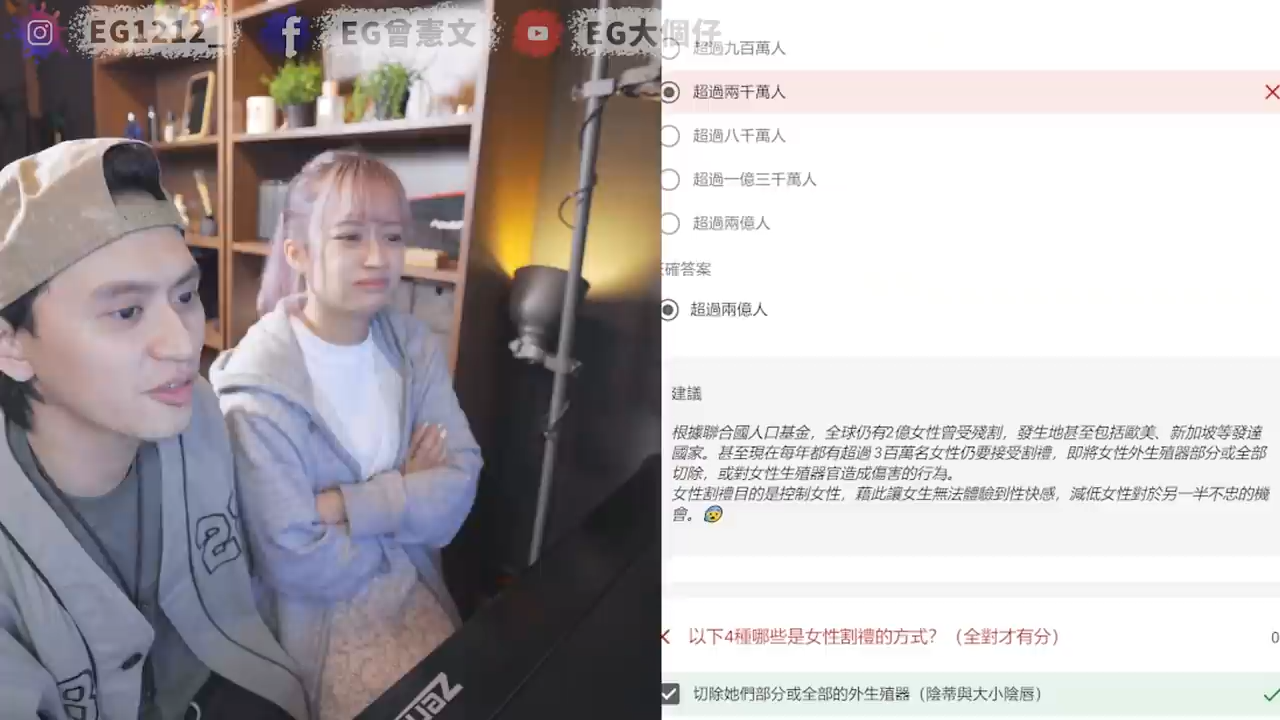 EG1212_
EG曾憲文
EG大個仔
超過九百萬人
超過兩千萬人
超過八千萬人
超過一億三千萬人
超過兩億人
確答案
超過兩億人
建議
根據聯合國人口基金，全球仍有2億女性曾受殘割，發生地甚至包括歐美、新加坡等發達
國家。甚至現在每年都有超過 3百萬名女性仍要接受割禮，即將女性外生殖器部分或全部
切除，或對女性生殖器官造成傷害的行為。
女性割禮目的是控制女性，藉此讓女生無法體驗到性快感，減低女性對於另一半不忠的機
會。😨
以下4種哪些是女性割禮的方式？（全對才有分）
0
切除她們部分或全部的外生殖器（陰蒂與大小陰唇）
Zen